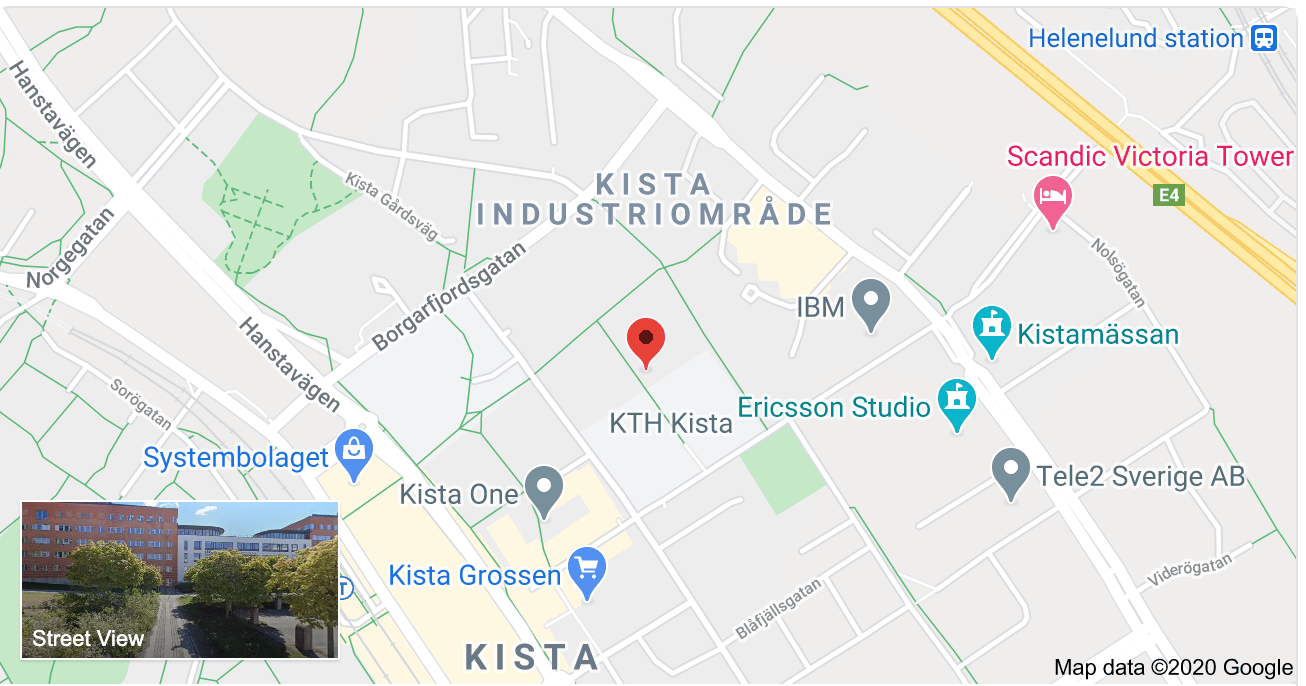 Helenelund station
Hanstavägen
Scandic Victoria Tower
E4
Kista Gårdsväg
KISTA
INDUSTRIOMRÅDE
Norgegatan
Borgarfjordsgatan
Nolsögatan
IBM
Kistamässan
Hanstavägen
Sorögatan
KTH Kista
Ericsson Studio
Systembolaget
Kista One
Tele2 Sverige AB
Kista Grossen
T
Viderögatan
Blåfjällsgatan
Street View
KISTA
Map data ©2020 Google